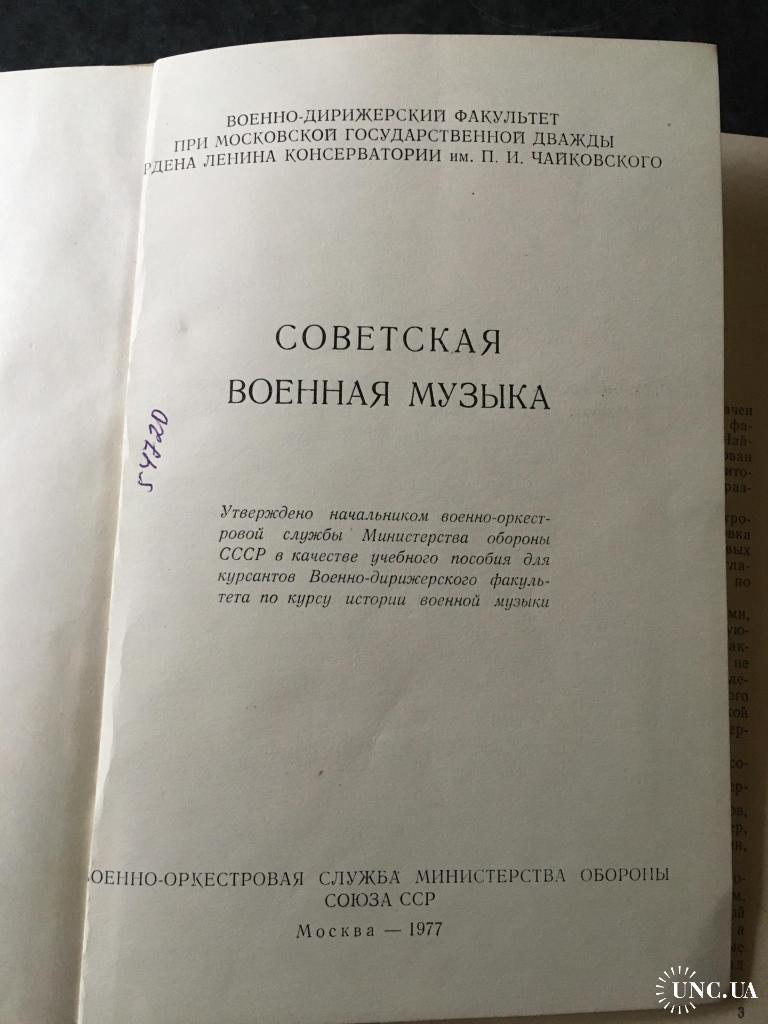 ВОЕННО-ДИРИЖЕРСКИЙ ФАКУЛЬТЕТ
ПРИ МОСКОВСКОЙ ГОСУДАРСТВЕННОЙ ДВАЖДЫ
РДЕНА ЛЕНИНА КОНСЕРВАТОРИИ им. П. И. ЧАЙКОВСКОГО
СОВЕТСКАЯ
ВОЕННАЯ МУЗЫКА
54720
Утверждено начальником военно-оркест-
ровой службы Министерства обороны
СССР в качестве учебного пособия для
курсантов Военно-дирижерского факуль-
тета по курсу истории военной музыки
ВОЕННО-ОРКЕСТРОВАЯ СЛУЖБА МИНИСТЕРСТВА ОБОРОНЫ
СОЮЗА ССР
Москва — 1977
3
UNC.UA